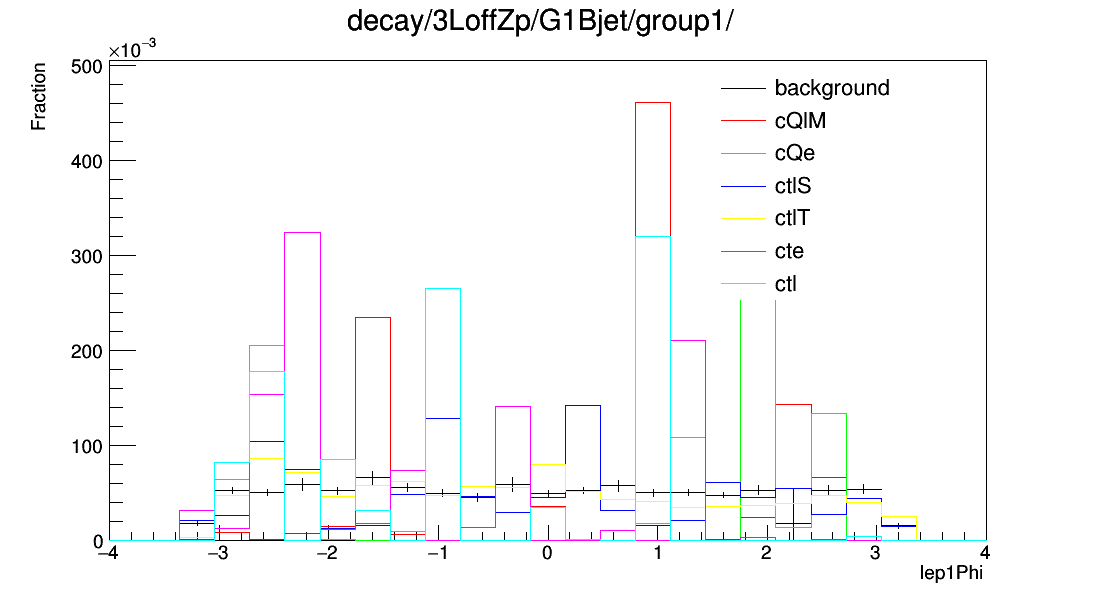 decay/3LoffZp/G1Bjet/group1/
×10⁻³
Fraction
500
400
300
200
100
0
background
cQlM
cQe
ctlS
ctlT
cte
ctl
−4 −3 −2 −1 0 1 2 3 4
lep1Phi